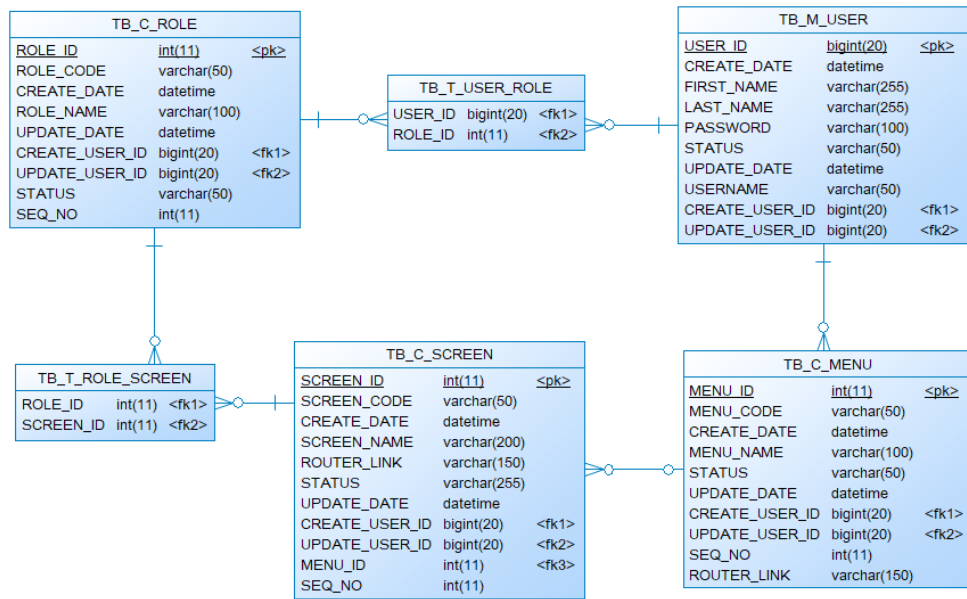 TB_C_ROLE
ROLE_ID int(11) <pk>
ROLE_CODE varchar(50)
CREATE_DATE datetime
ROLE_NAME varchar(100)
UPDATE_DATE datetime
CREATE_USER_ID bigint(20) <fk1>
UPDATE_USER_ID bigint(20) <fk2>
STATUS varchar(50)
SEQ_NO int(11)
TB_T_USER_ROLE
USER_ID bigint(20) <fk1>
ROLE_ID int(11) <fk2>
TB_M_USER
USER_ID bigint(20) <pk>
CREATE_DATE datetime
FIRST_NAME varchar(255)
LAST_NAME varchar(255)
PASSWORD varchar(100)
STATUS varchar(50)
UPDATE_DATE datetime
USERNAME varchar(50)
CREATE_USER_ID bigint(20) <fk1>
UPDATE_USER_ID bigint(20) <fk2>
TB_T_ROLE_SCREEN
ROLE_ID int(11) <fk1>
SCREEN_ID int(11) <fk2>
TB_C_SCREEN
SCREEN_ID int(11) <pk>
SCREEN_CODE varchar(50)
CREATE_DATE datetime
SCREEN_NAME varchar(200)
ROUTER_LINK varchar(150)
STATUS varchar(255)
UPDATE_DATE datetime
CREATE_USER_ID bigint(20) <fk1>
UPDATE_USER_ID bigint(20) <fk2>
MENU_ID int(11) <fk3>
SEQ_NO int(11)
TB_C_MENU
MENU_ID int(11) <pk>
MENU_CODE varchar(50)
CREATE_DATE datetime
MENU_NAME varchar(100)
STATUS varchar(50)
UPDATE_DATE datetime
CREATE_USER_ID bigint(20) <fk1>
UPDATE_USER_ID bigint(20) <fk2>
SEQ_NO int(11)
ROUTER_LINK varchar(150)